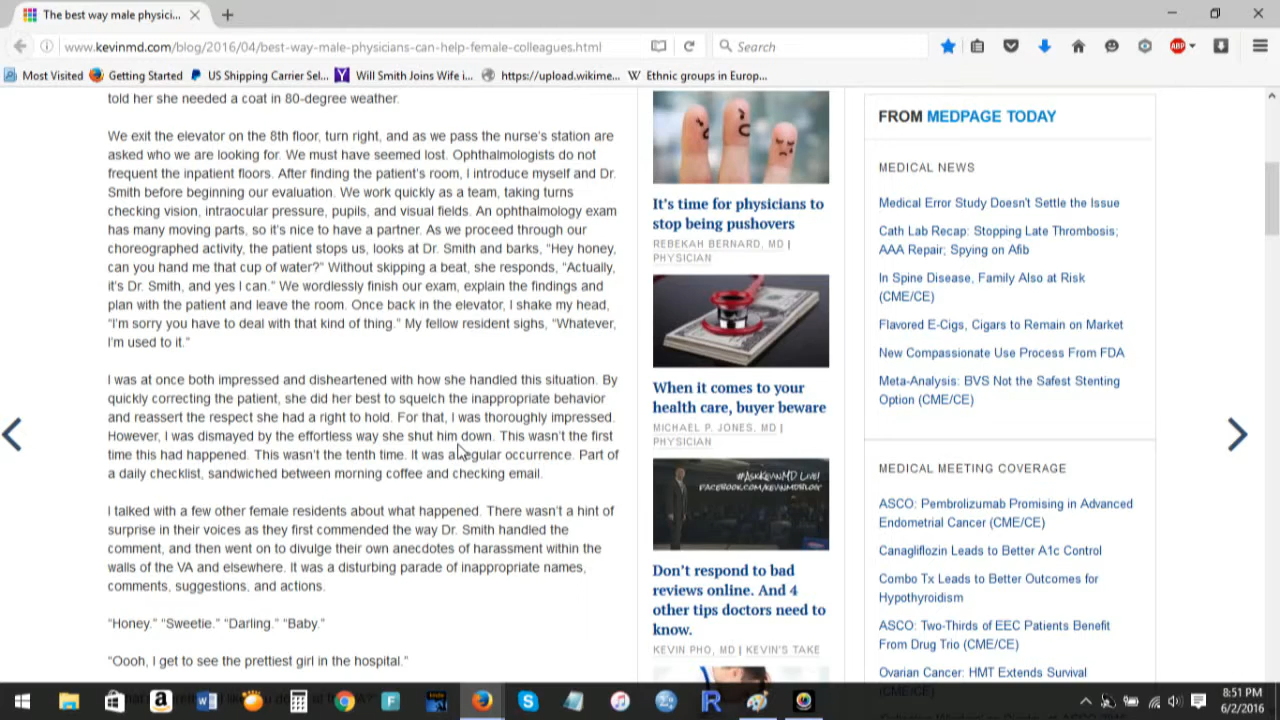 The best way male physici...
www.kevinmd.com/blog/2016/04/best-way-male-physicians-can-help-female-colleagues.html
Search
ABP
Most Visited
Getting Started
US Shipping Carrier Sel...
Will Smith Joins Wife i...
https://upload.wikime...
Ethnic groups in Europ...
told her she needed a coat in 80-degree weather.
We exit the elevator on the 8th floor, turn right, and as we pass the nurse's station are
asked who we are looking for. We must have seemed lost. Ophthalmologists do not
frequent the inpatient floors. After finding the patient's room, I introduce myself and Dr.
Smith before beginning our evaluation. We work quickly as a team, taking turns
checking vision, intraocular pressure, pupils, and visual fields. An ophthalmology exam
has many moving parts, so it's nice to have a partner. As we proceed through our
choreographed activity, the patient stops us, looks at Dr. Smith and barks, “Hey honey,
can you hand me that cup of water?” Without skipping a beat, she responds, “Actually,
it's Dr. Smith, and yes I can.” We wordlessly finish our exam, explain the findings and
plan with the patient and leave the room. Once back in the elevator, I shake my head,
“I'm sorry you have to deal with that kind of thing.” My fellow resident sighs, “Whatever,
I'm used to it.”
I was at once both impressed and disheartened with how she handled this situation. By
quickly correcting the patient, she did her best to squelch the inappropriate behavior
and reassert the respect she had a right to hold. For that, I was thoroughly impressed.
However, I was dismayed by the effortless way she shut him down. This wasn't the first
time this had happened. This wasn't the tenth time. It was a regular occurrence. Part of
a daily checklist, sandwiched between morning coffee and checking email.
I talked with a few other female residents about what happened. There wasn't a hint of
surprise in their voices as they first commended the way Dr. Smith handled the
comment, and then went on to divulge their own anecdotes of harassment within the
walls of the VA and elsewhere. It was a disturbing parade of inappropriate names,
comments, suggestions, and actions.
“Honey.” “Sweetie.” “Darling.” “Baby.”
“Oooh, I get to see the prettiest girl in the hospital.”
It's time for physicians to
stop being pushovers
REBEKAH BERNARD, MD |
PHYSICIAN
When it comes to your
health care, buyer beware
MICHAEL P. JONES, MD |
PHYSICIAN
#ASKKEVINMD LIVE!
FACEBOOK.COM/KEVINMDBLOG
Don't respond to bad
reviews online. And 4
other tips doctors need to
know.
KEVIN PHO, MD | KEVIN'S TAKE
FROM MEDPAGE TODAY
MEDICAL NEWS
Medical Error Study Doesn't Settle the Issue
Cath Lab Recap: Stopping Late Thrombosis;
AAA Repair; Spying on Afib
In Spine Disease, Family Also at Risk
(CME/CE)
Flavored E-Cigs, Cigars to Remain on Market
New Compassionate Use Process From FDA
Meta-Analysis: BVS Not the Safest Stenting
Option (CME/CE)
MEDICAL MEETING COVERAGE
ASCO: Pembrolizumab Promising in Advanced
Endometrial Cancer (CME/CE)
Canagliflozin Leads to Better A1c Control
Combo Tx Leads to Better Outcomes for
Hypothyroidism
ASCO: Two-Thirds of EEC Patients Benefit
From Drug Trio (CME/CE)
Ovarian Cancer: HMT Extends Survival
(CME/CE)
8:51 PM
6/2/2016